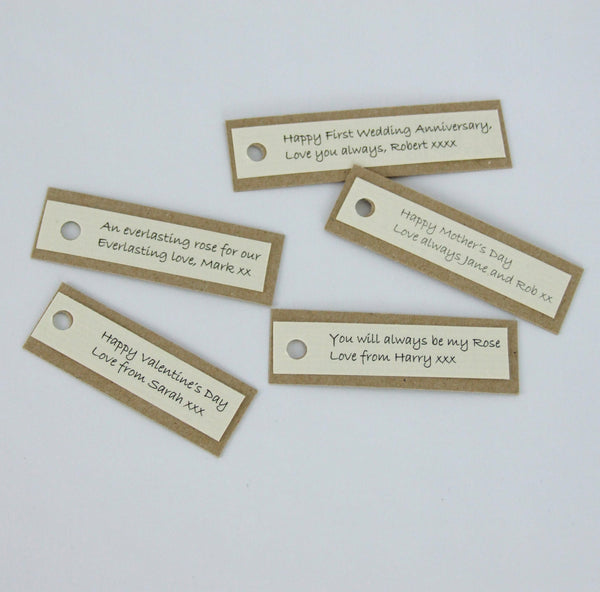 Happy First Wedding Anniversary,
Love you always, Robert xxxx
Happy Mother's Day
Love always Jane and Rob xx
An everlasting rose for our
Everlasting love, Mark xx
You will always be my Rose
Love from Harry xxx
Happy Valentine's Day
Love from Sarah xxx